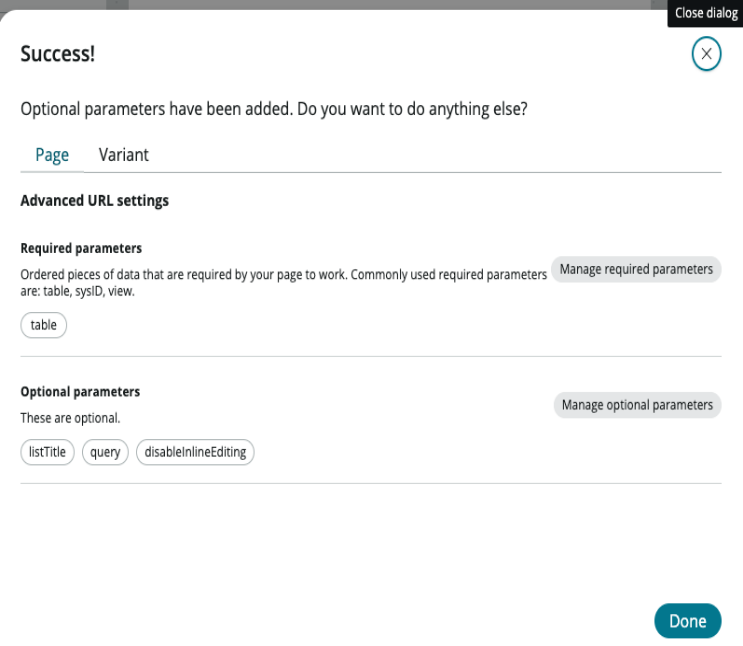 Close dialog
Success!
Optional parameters have been added. Do you want to do anything else?
Page Variant
Advanced URL settings
Required parameters
Ordered pieces of data that are required by your page to work. Commonly used required parameters
are: table, sysID, view.
Manage required parameters
table
Optional parameters
These are optional.
Manage optional parameters
listTitle query disableInlineEditing
Done